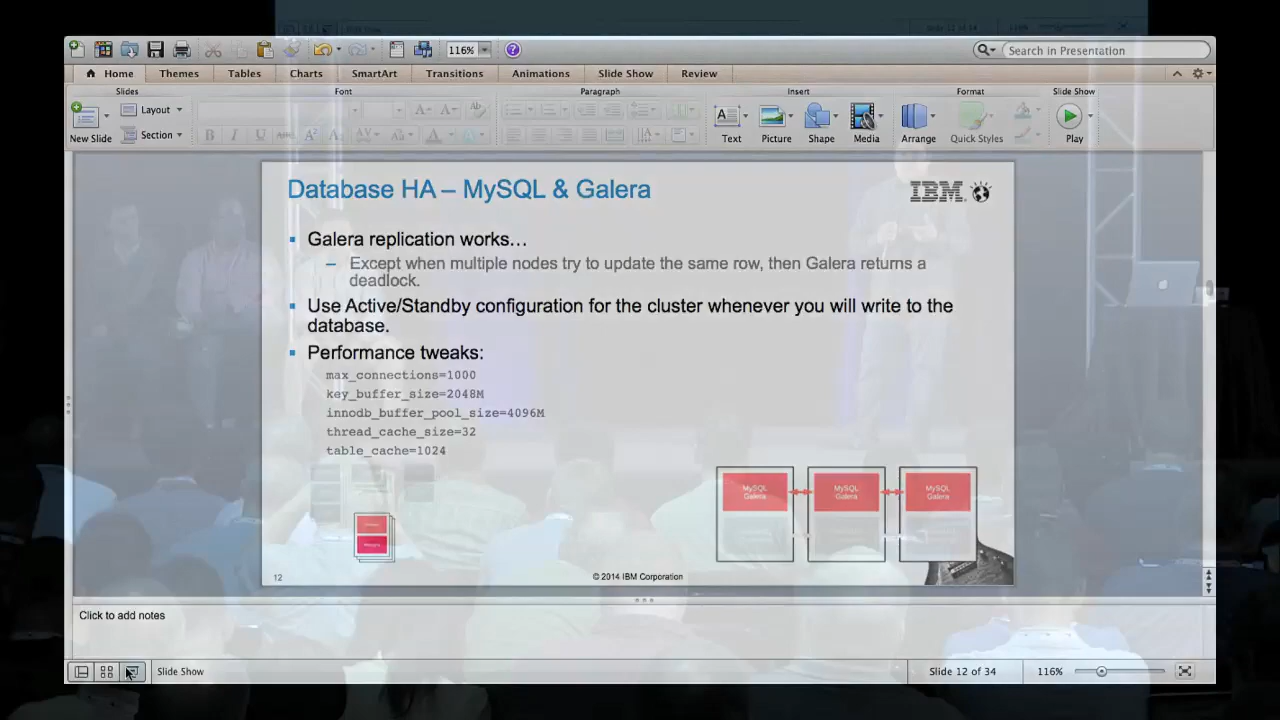 116%
Search in Presentation
Home Themes Tables Charts SmartArt Transitions Animations Slide Show Review
Slides Font Paragraph Insert Format Slide Show
Layout
Section
New Slide
Text Picture Shape Media Arrange Quick Styles Play
Database HA – MySQL & Galera
IBM
Galera replication works…
– Except when multiple nodes try to update the same row, then Galera returns a
deadlock.
Use Active/Standby configuration for the cluster whenever you will write to the
database.
Performance tweaks:
max_connections=1000
key_buffer_size=2048M
innodb_buffer_pool_size=4096M
thread_cache_size=32
table_cache=1024
MySQL
Galera
MySQL
Galera
MySQL
Galera
12
© 2014 IBM Corporation
Click to add notes
Slide Show
Slide 12 of 34
116%